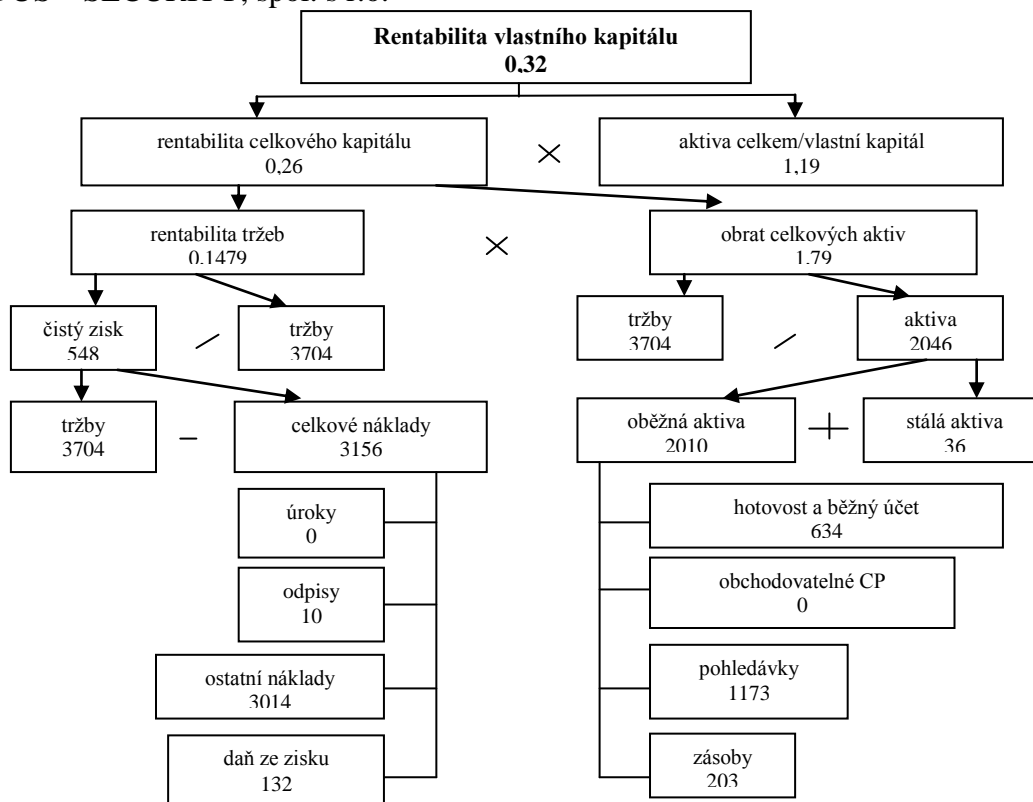 SECURITY, spol. s r.o.
Rentabilita vlastního kapitálu
0,32
rentabilita celkového kapitálu
0,26
×
aktiva celkem/vlastní kapitál
1,19
rentabilita tržeb
0,1479
×
obrat celkových aktiv
1,79
čistý zisk
548
/
tržby
3704
tržby
3704
/
aktiva
2046
tržby
3704
-
celkové náklady
3156
oběžná aktiva
2010
+
stálá aktiva
36
úroky
0
odpisy
10
ostatní náklady
3014
daň ze zisku
132
hotovost a běžný účet
634
obchodovatelné CP
0
pohledávky
1173
zásoby
203